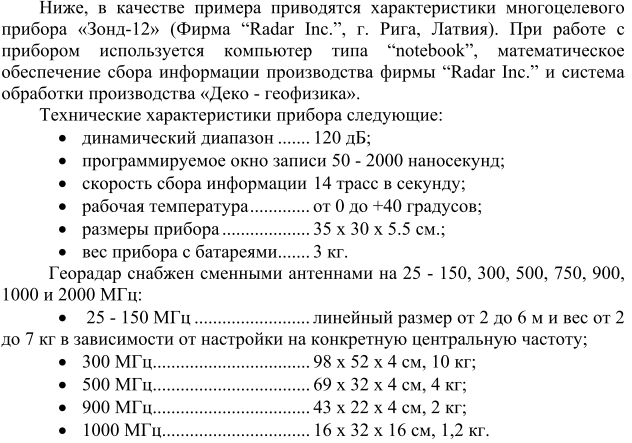 Ниже, в качестве примера приводятся характеристики многоцелевого
прибора «Зонд-12» (Фирма “Radar Inc.”, г. Рига, Латвия). При работе с
прибором используется компьютер типа “notebook”, математическое
обеспечение сбора информации производства фирмы “Radar Inc.” и система
обработки производства «Деко - геофизика».
Технические характеристики прибора следующие:
• динамический диапазон ....... 120 дБ;
• программируемое окно записи 50 - 2000 наносекунд;
• скорость сбора информации 14 трасс в секунду;
• рабочая температура............. от 0 до +40 градусов;
• размеры прибора ................... 35 x 30 x 5.5 см.;
• вес прибора с батареями....... 3 кг.
Георадар снабжен сменными антеннами на 25 - 150, 300, 500, 750, 900,
1000 и 2000 МГц:
• 25 - 150 МГц ......................... линейный размер от 2 до 6 м и вес от 2
до 7 кг в зависимости от настройки на конкретную центральную частоту;
• 300 МГц.................................. 98 x 52 x 4 см, 10 кг;
• 500 МГц.................................. 69 x 32 x 4 см, 4 кг;
• 900 МГц.................................. 43 x 22 x 4 см, 2 кг;
• 1000 МГц................................ 16 x 32 x 16 см, 1,2 кг.